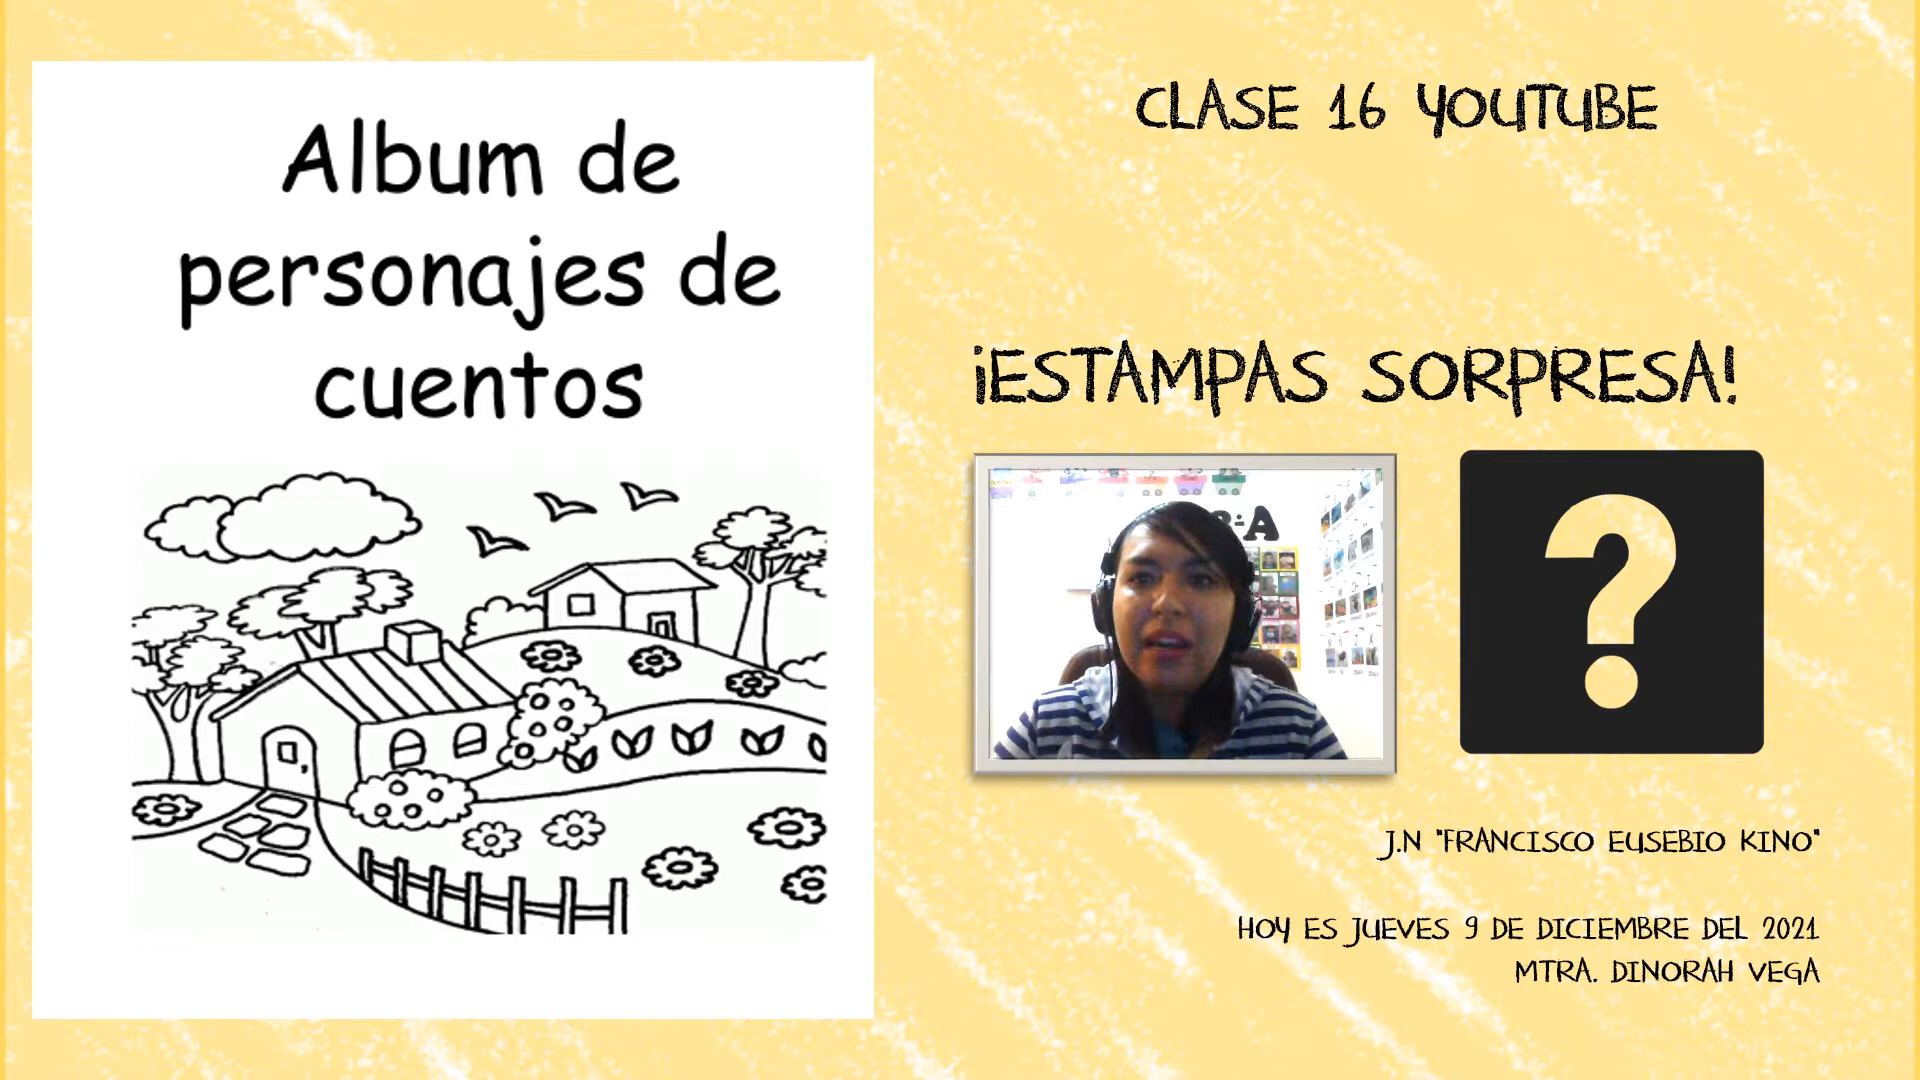 Album de
personajes de
cuentos
CLASE 16 YOUTUBE
¡ESTAMPAS SORPRESA!
?
J.N "FRANCISCO EUSEBIO KINO"
HOY ES JUEVES 9 DE DICIEMBRE DEL 2021
MTRA. DINORAH VEGA